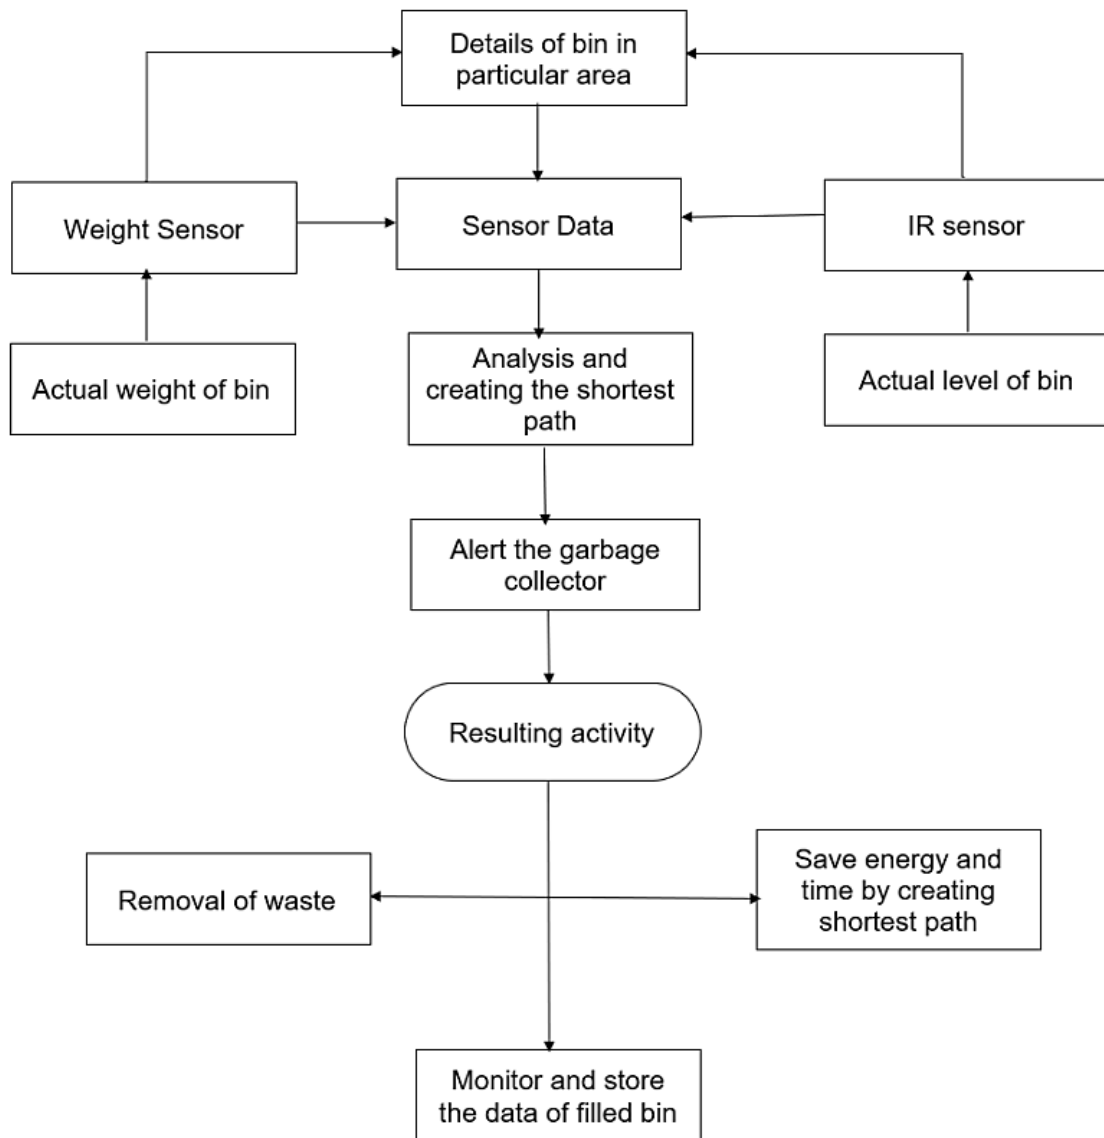 Details of bin in
particular area
Weight Sensor
Sensor Data
IR sensor
Actual weight of bin
Analysis and
creating the shortest
path
Actual level of bin
Alert the garbage
collector
Resulting activity
Removal of waste
Save energy and
time by creating
shortest path
Monitor and store
the data of filled bin